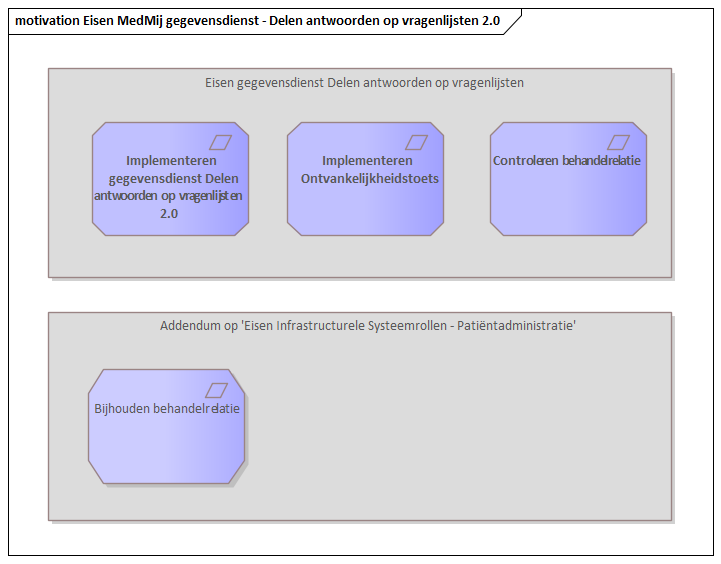 motivation Eisen MedMij gegevensdienst - Delen antwoorden op vragenlijsten 2.0
Eisen gegevensdienst Delen antwoorden op vragenlijsten
Implementeren
gegevensdienst Delen
antwoorden op vragenlijsten
2.0
Implementeren
Ontvankelijkheidstoets
Controleren behandelrelatie
Addendum op 'Eisen Infrastructurele Systeemrollen - Patiëntadministratie'
Bijhouden behandelrelatie